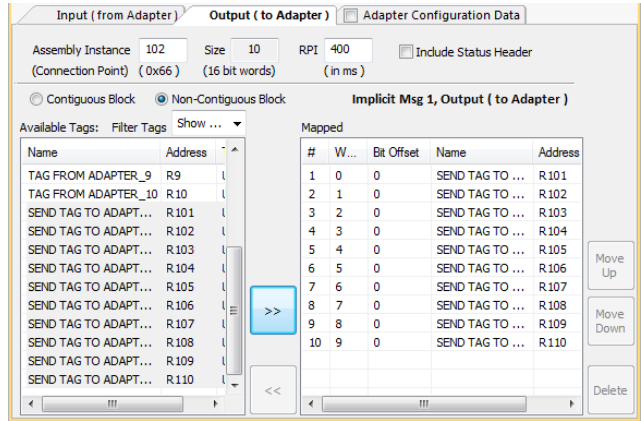 Input ( from Adapter ) Output ( to Adapter ) Adapter Configuration Data
Assembly Instance 102 Size 10 RPI 400 Include Status Header
(Connection Point) ( 0x66 ) (16 bit words) ( in ms )
Contiguous Block Non-Contiguous Block Implicit Msg 1, Output ( to Adapter )
Available Tags: Filter Tags Show ... Mapped
Name Address # W... Bit Offset Name Address
TAG FROM ADAPTER_9 R9 1 0 0 SEND TAG TO ... R101
TAG FROM ADAPTER_10 R10 2 1 0 SEND TAG TO ... R102
SEND TAG TO ADAPT... R101 3 2 0 SEND TAG TO ... R103
SEND TAG TO ADAPT... R102 4 3 0 SEND TAG TO ... R104
SEND TAG TO ADAPT... R103 5 4 0 SEND TAG TO ... R105
SEND TAG TO ADAPT... R104 6 5 0 SEND TAG TO ... R106
SEND TAG TO ADAPT... R105 7 6 0 SEND TAG TO ... R107
SEND TAG TO ADAPT... R106 8 7 0 SEND TAG TO ... R108
SEND TAG TO ADAPT... R107 9 8 0 SEND TAG TO ... R109
SEND TAG TO ADAPT... R108 10 9 0 SEND TAG TO ... R110
SEND TAG TO ADAPT... R109
SEND TAG TO ADAPT... R110
>>
<<
Move
Up
Move
Down
Delete